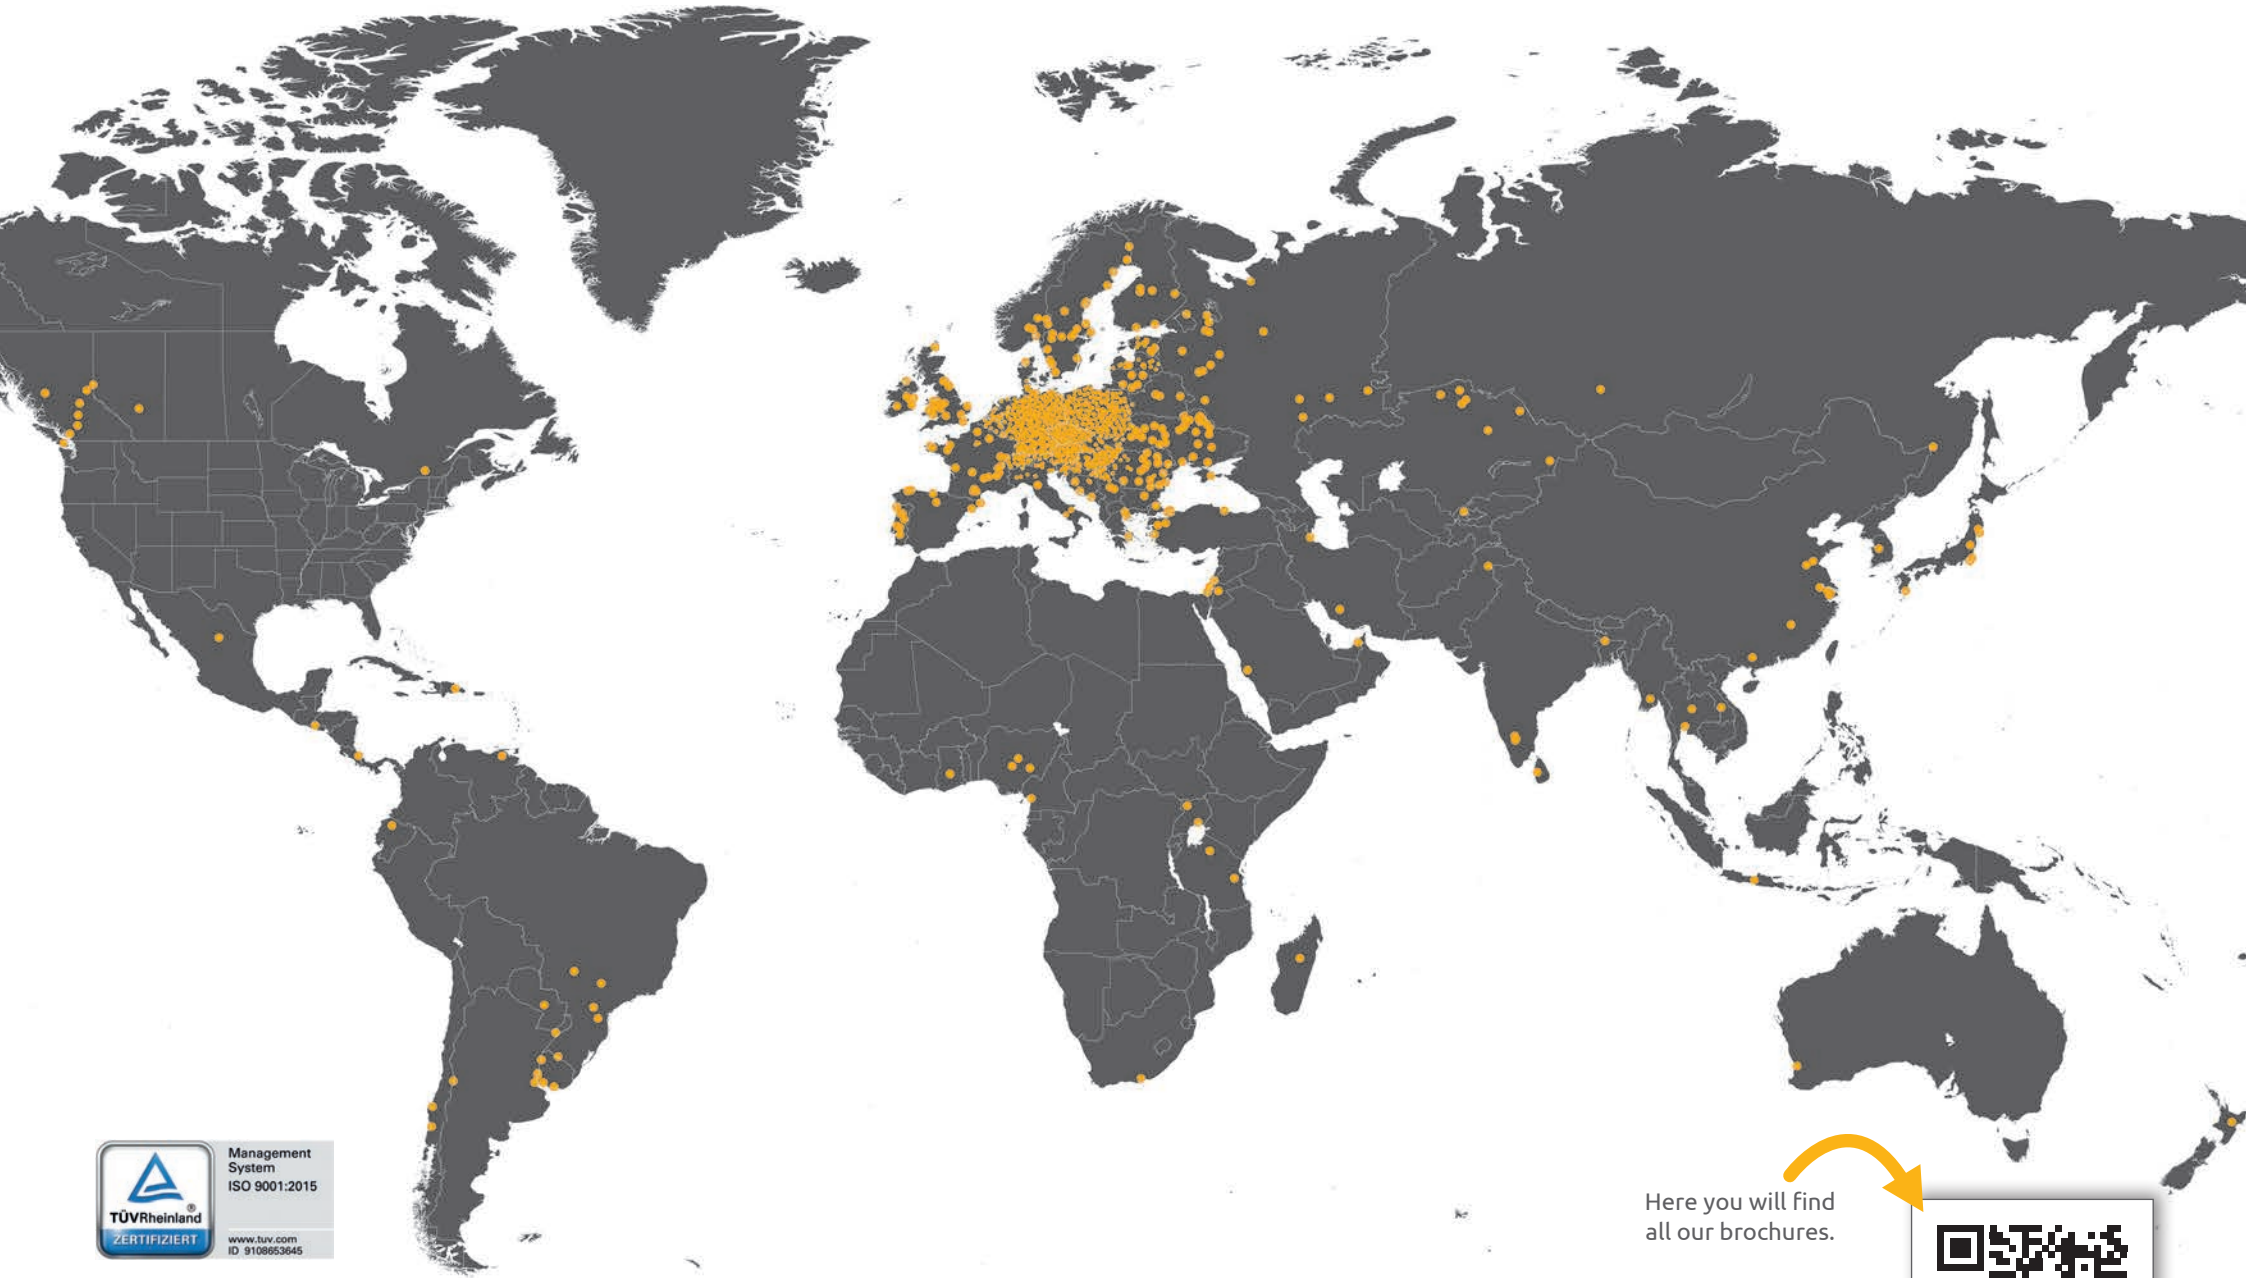 Management
System
ISO 9001:2015
TÜVRheinland®
ZERTIFIZIERT
www.tuv.com
ID 9108653645
Here you will find
all our brochures.